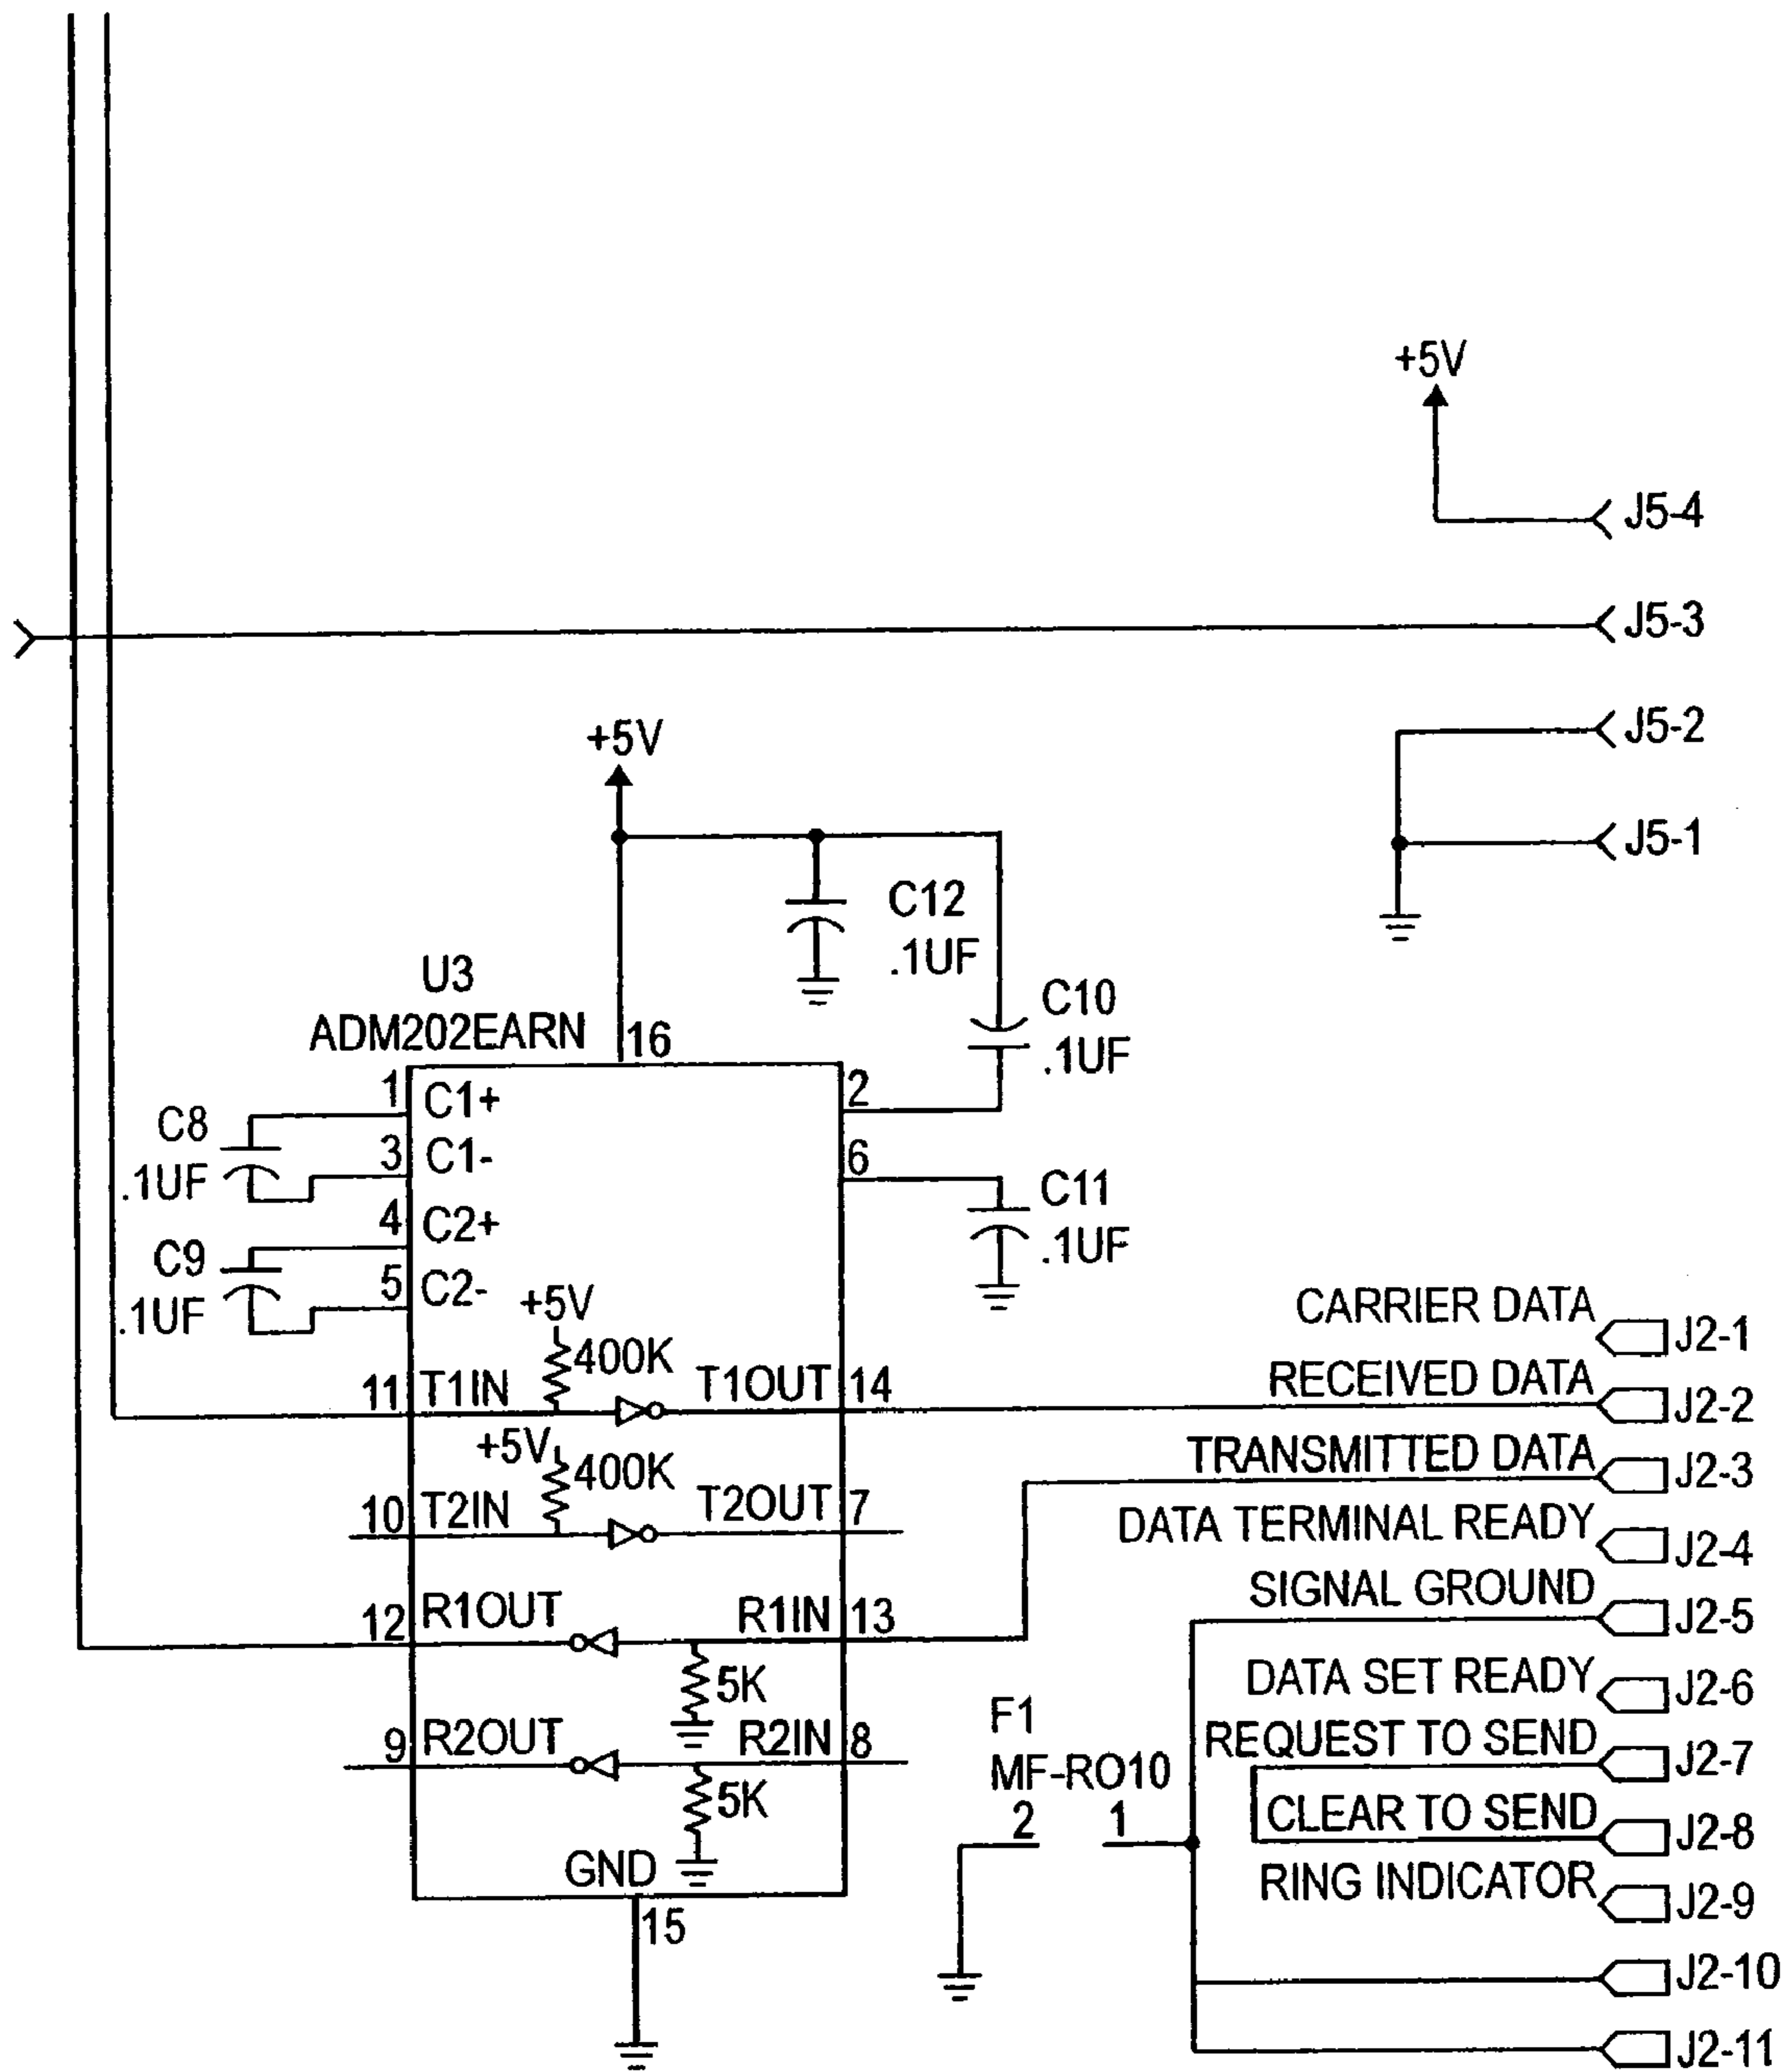 +5V
J5-4
J5-3
J5-2
J5-1
+5V
C12
.1UF
C10
.1UF
U3
ADM202EARN
16
1
C1+
2
C8
.1UF
3
C1-
6
C11
.1UF
4
C2+
C9
.1UF
5
C2-
+5V
400K
11
T1IN
T1OUT
14
+5V
400K
10
T2IN
T2OUT
7
12
R1OUT
R1IN
13
5K
9
R2OUT
R2IN
8
5K
GND
15
CARRIER DATA
J2-1
RECEIVED DATA
J2-2
TRANSMITTED DATA
J2-3
DATA TERMINAL READY
J2-4
SIGNAL GROUND
J2-5
DATA SET READY
J2-6
F1
MF-RO10
2
1
REQUEST TO SEND
J2-7
CLEAR TO SEND
J2-8
RING INDICATOR
J2-9
J2-10
J2-11